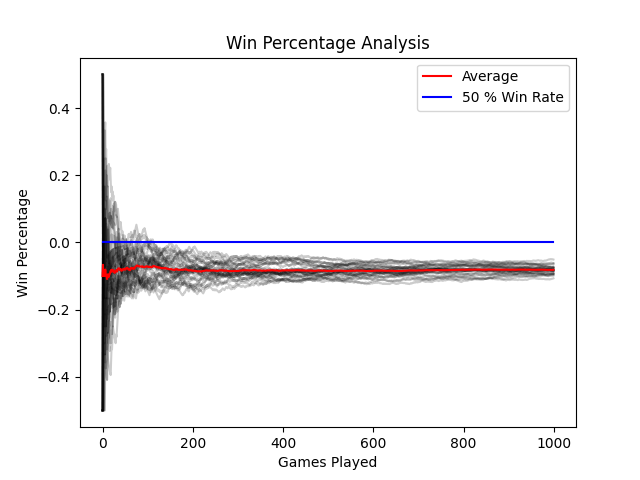 Win Percentage Analysis
Average
50 % Win Rate
Win Percentage
0.4
0.2
0.0
−0.2
−0.4
0
200
400
600
800
1000
Games Played